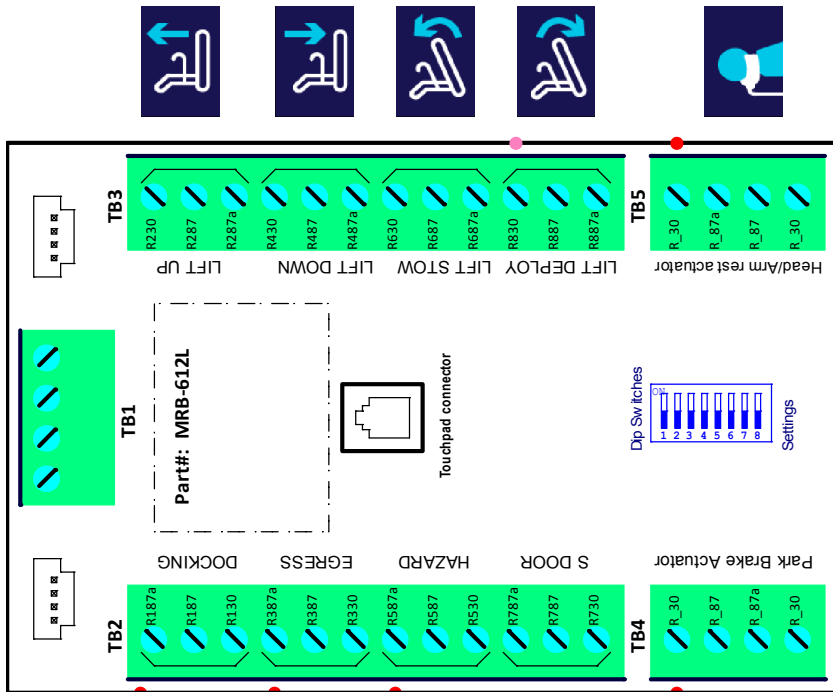 TB3
R230
R287
R287a
R430
R487
R487a
R630
R687
R687a
R830
R887
R887a
TB5
R_30
R_87a
R_87
R_30
LIFT UP
LIFT DOWN
LIFT STOW
LIFT DEPLOY
Head/Arm rest actuator
TB1
Part#: MRB-612L
Touchpad connector
Dip Switches
ON
1 2 3 4 5 6 7 8
Settings
DOCKING
EGRESS
HAZARD
S DOOR
Park Brake Actuator
TB2
R187a
R187
R130
R387a
R387
R330
R587a
R587
R530
R787a
R787
R730
TB4
R_30
R_87
R_87a
R_30